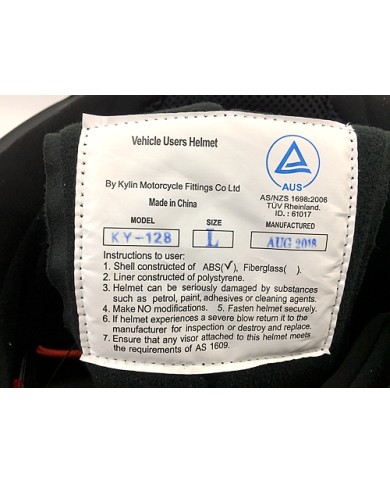 Vehicle Users Helmet
AUS
By Kylin Motorcycle Fittings Co Ltd
Made in China
AS/NZS 1698:2006
TÜV Rheinland.
ID. : 61017
MODEL SIZE MANUFACTURED
KY-128 L AUG 2018
Instructions to user:
1. Shell constructed of ABS(√), Fiberglass( ).
2. Liner constructed of polystyrene.
3. Helmet can be seriously damaged by substances
such as petrol, paint, adhesives or cleaning agents.
4. Make NO modifications. 5. Fasten helmet securely.
6. If helmet experiences a severe blow return it to the
manufacturer for inspection or destroy and replace.
7. Ensure that any visor attached to this helmet meets
the requirements of AS 1609.